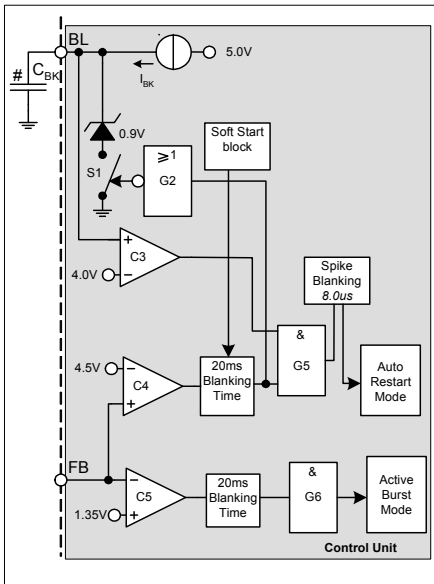 BL
5.0V
#
C_BK
I_BK
0.9V
Soft Start
block
S1
≥1
G2
4.0V
+
−
C3
Spike
Blanking
8.0us
&
G5
4.5V
−
+
C4
20ms
Blanking
Time
Auto
Restart
Mode
FB
−
+
C5
1.35V
20ms
Blanking
Time
&
G6
Active
Burst
Mode
Control Unit